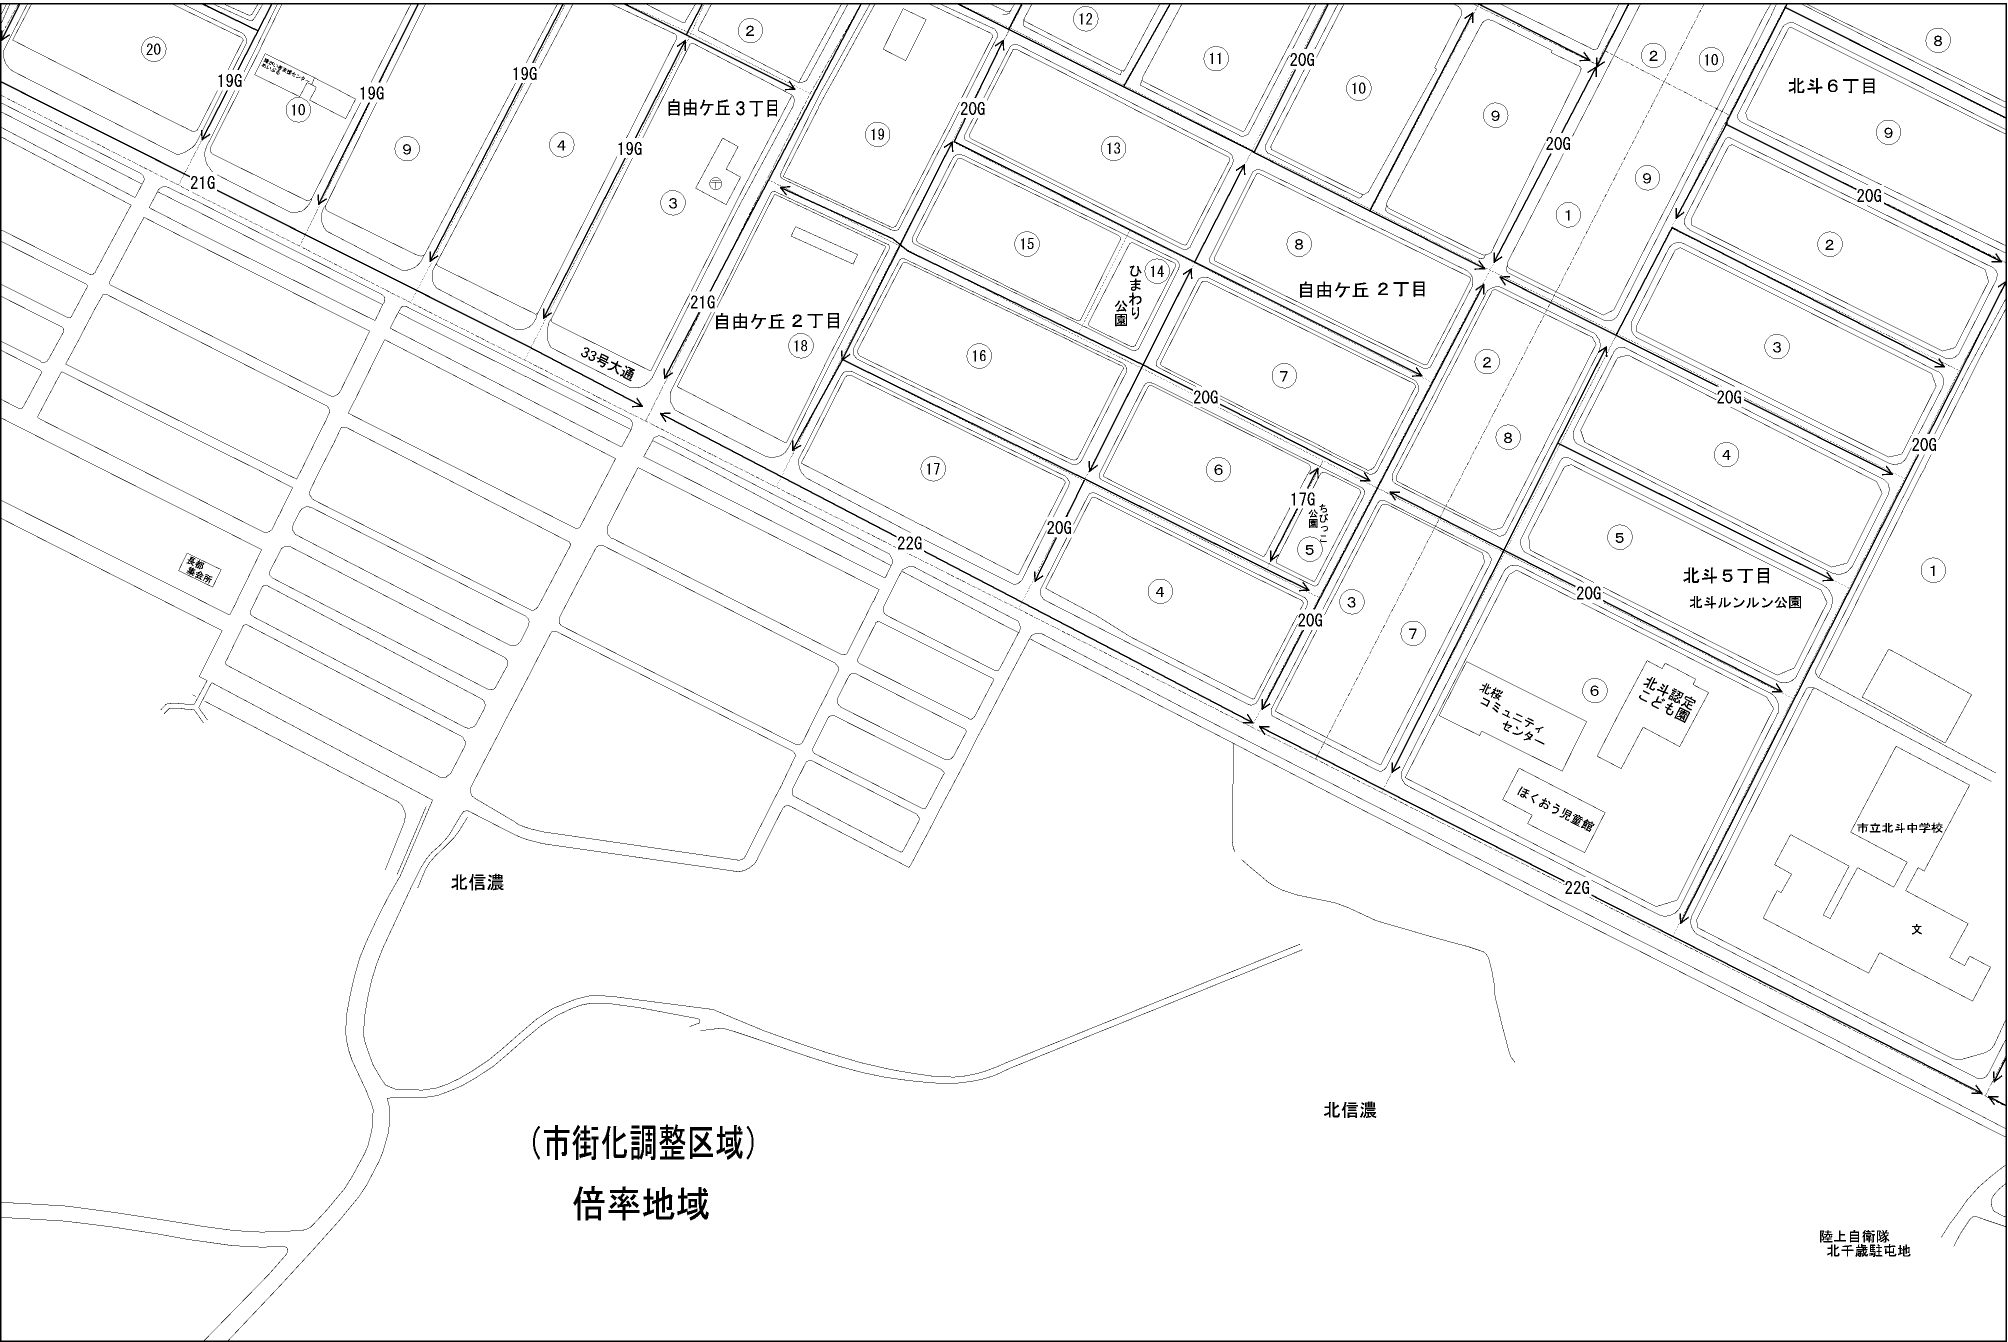 12
8
2
2
10
20
11
20G
10
北斗６丁目
19G
19G
19G
10
9
20G
自由ケ丘３丁目
19
9
20G
9
4
19G
13
21G
9
20G
3
1
15
8
2
14
ひまわり
公園
自由ケ丘 ２丁目
21G
自由ケ丘 ２丁目
18
16
33号大通
7
2
3
20G
20G
17
6
8
4
20G
17G
ちびっこ
公園
5
20G
22G
5
長都
集会所
4
3
20G
20G
7
北斗５丁目
北斗ルンルン公園
1
6
北桜
コミュニティ
センター
北斗認定
こども園
ほくおう児童館
市立北斗中学校
22G
文
北信濃
北信濃
（市街化調整区域）
倍率地域
陸上自衛隊
北千歳駐屯地